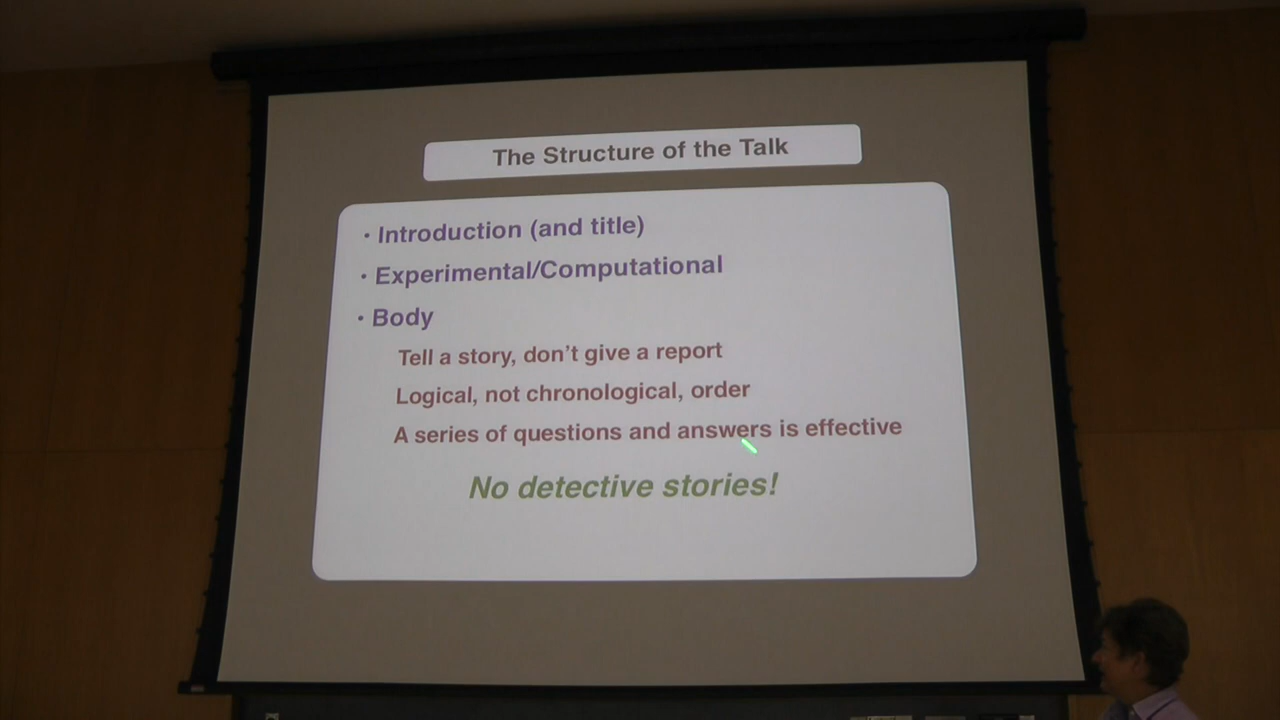 The Structure of the Talk
• Introduction (and title)
• Experimental/Computational
• Body
Tell a story, don't give a report
Logical, not chronological, order
A series of questions and answers is effective
No detective stories!